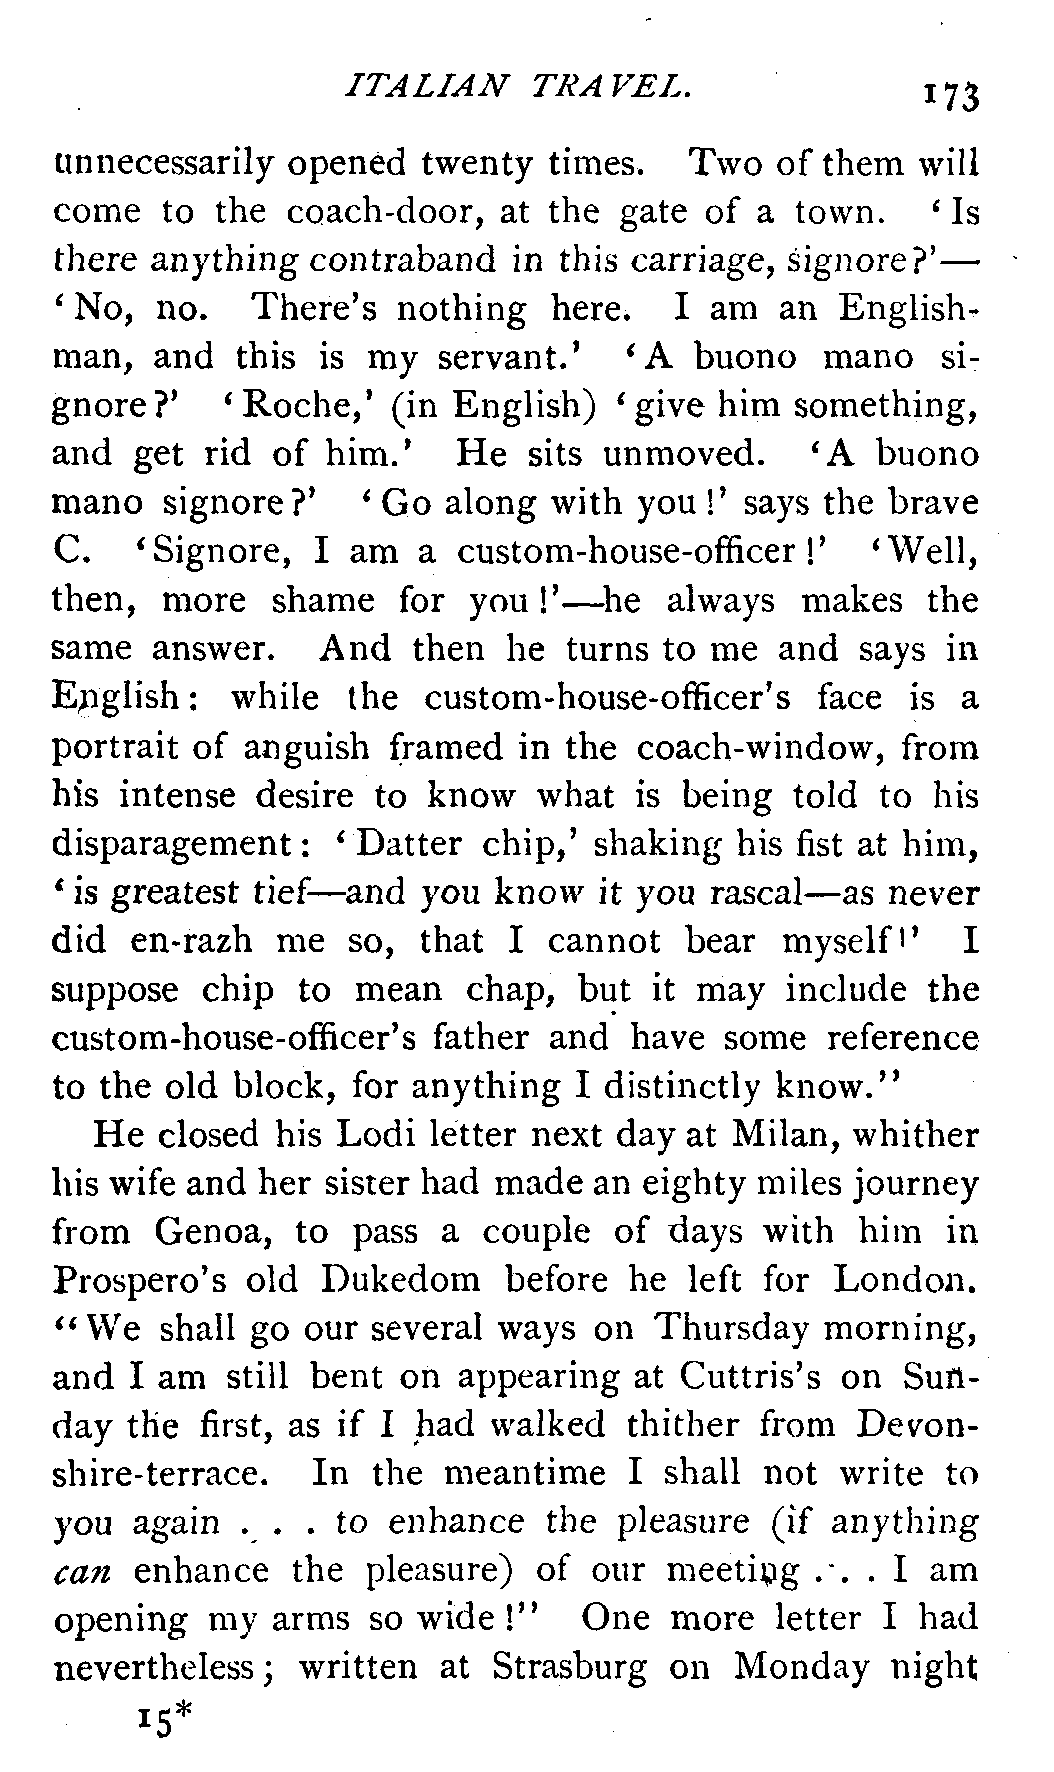 ITALIAN TRAVEL. 173
unnecessarily opened twenty times. Two of them will
come to the coach-door, at the gate of a town. ‘Is
there anything contraband in this carriage, signore?’—
‘No, no. There's nothing here. I am an English-
man, and this is my servant.’ ‘A buono mano si-
gnore?’ ‘Roche,’ (in English) ‘give him something,
and get rid of him.’ He sits unmoved. ‘A buono
mano signore?’ ‘Go along with you!’ says the brave
C. ‘Signore, I am a custom-house-officer!’ ‘Well,
then, more shame for you!’—he always makes the
same answer. And then he turns to me and says in
English: while the custom-house-officer's face is a
portrait of anguish framed in the coach-window, from
his intense desire to know what is being told to his
disparagement: ‘Datter chip,’ shaking his fist at him,
‘is greatest tief—and you know it you rascal—as never
did en-razh me so, that I cannot bear myself!’ I
suppose chip to mean chap, but it may include the
custom-house-officer's father and have some reference
to the old block, for anything I distinctly know.”
He closed his Lodi letter next day at Milan, whither
his wife and her sister had made an eighty miles journey
from Genoa, to pass a couple of days with him in
Prospero's old Dukedom before he left for London.
“We shall go our several ways on Thursday morning,
and I am still bent on appearing at Cuttris's on Sun-
day the first, as if I had walked thither from Devon-
shire-terrace. In the meantime I shall not write to
you again . . . to enhance the pleasure (if anything
can enhance the pleasure) of our meeting . . . I am
opening my arms so wide!” One more letter I had
nevertheless; written at Strasburg on Monday night
15*